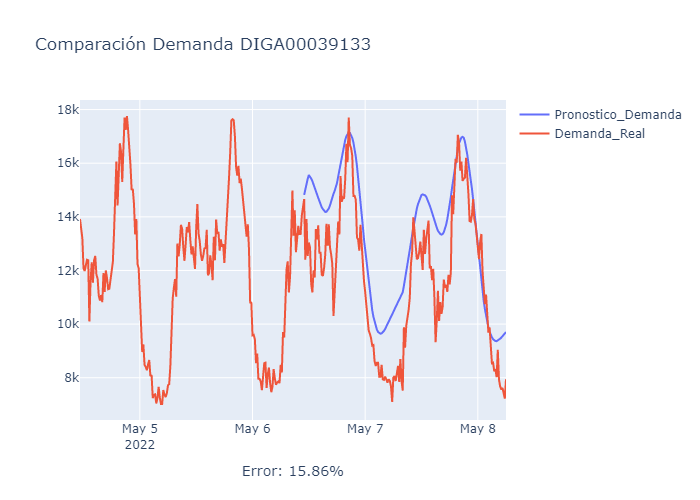 Comparación Demanda DIGA00039133
Pronostico_Demanda
Demanda_Real
18k
16k
14k
12k
10k
8k
May 5
2022
May 6
May 7
May 8
Error: 15.86%